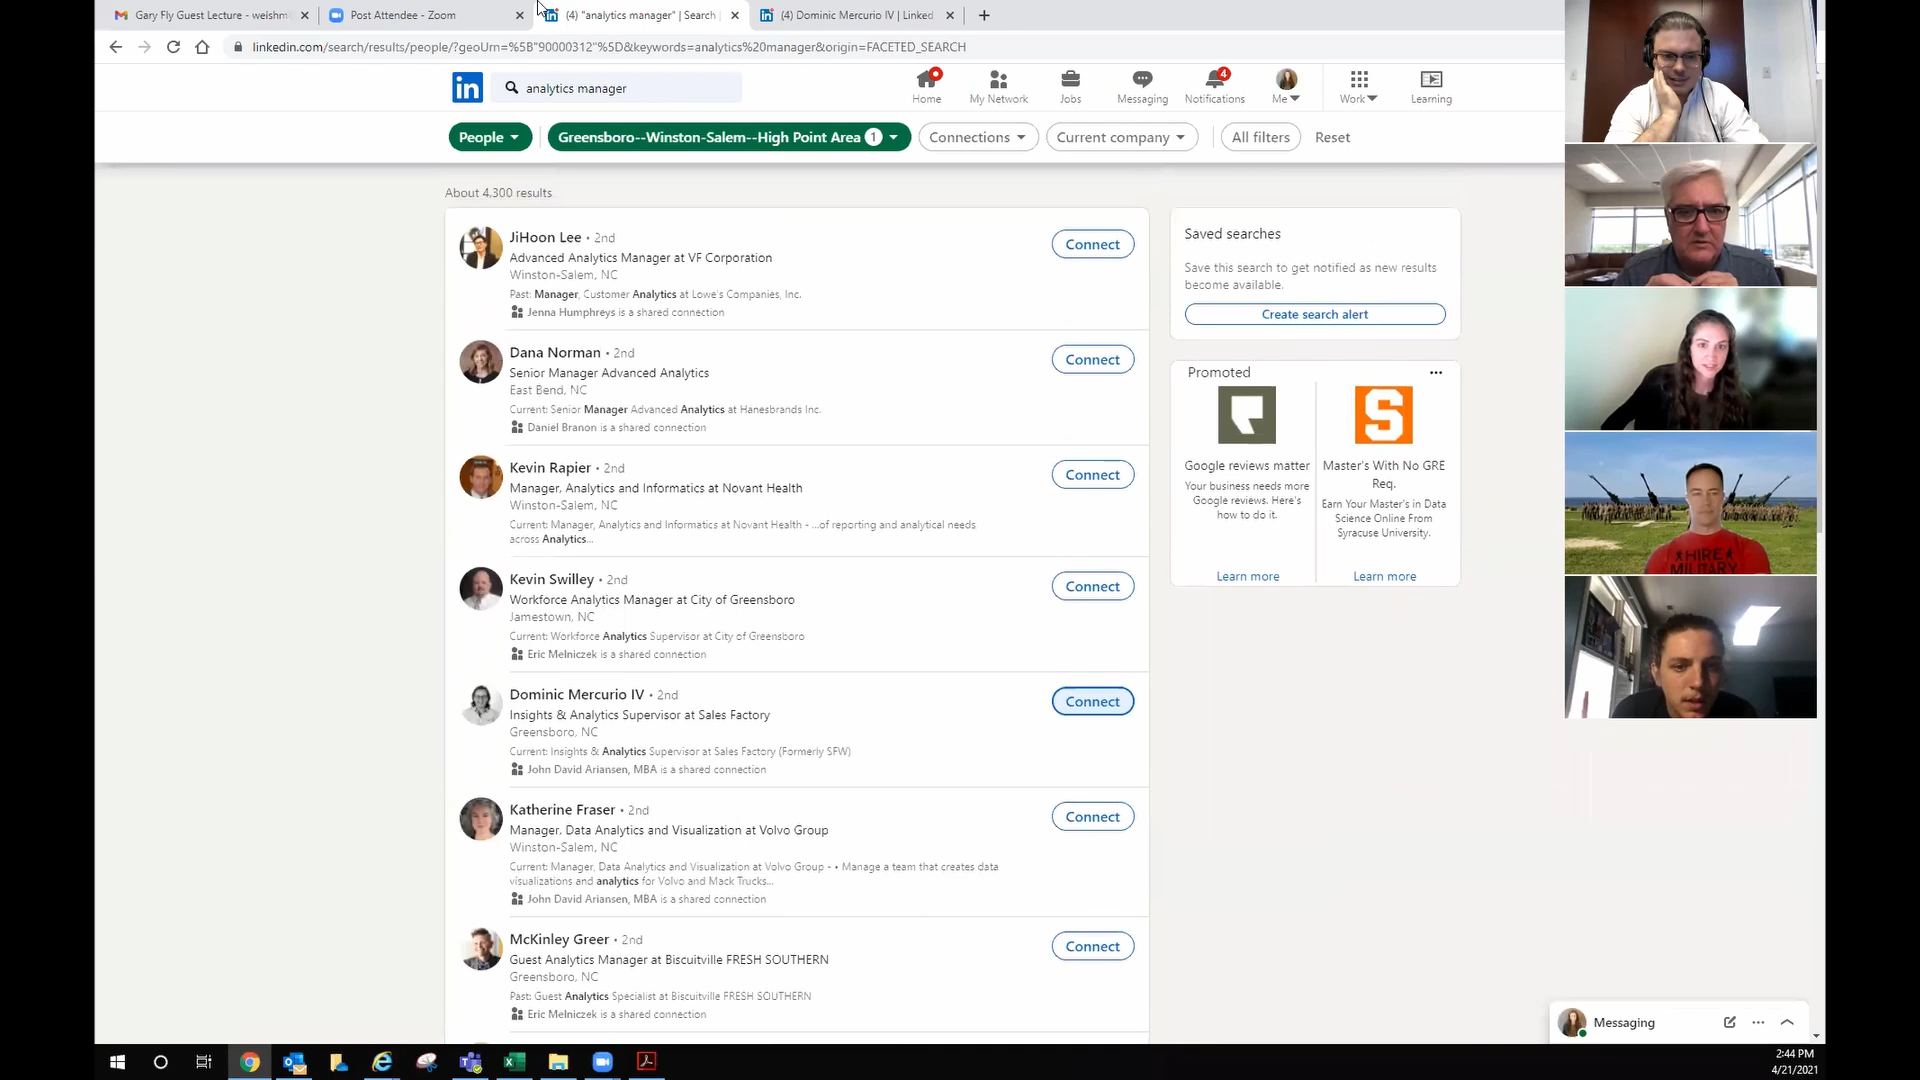 Gary Fly Guest Lecture - weishm
Post Attendee - Zoom
(4) "analytics manager" | Search
(4) Dominic Mercurio IV | Linked
linkedin.com/search/results/people/?geoUrn=%5B"90000312"%5D&keywords=analytics%20manager&origin=FACETED_SEARCH
in
analytics manager
Home
My Network
Jobs
Messaging
4
Notifications
Me
Work
Learning
People
Greensboro--Winston-Salem--High Point Area 1
Connections
Current company
All filters
Reset
About 4,300 results
JiHoon Lee • 2nd
Advanced Analytics Manager at VF Corporation
Winston-Salem, NC
Past: Manager, Customer Analytics at Lowe's Companies, Inc.
Jenna Humphreys is a shared connection
Connect
Dana Norman • 2nd
Senior Manager Advanced Analytics
East Bend, NC
Current: Senior Manager Advanced Analytics at Hanesbrands Inc.
Daniel Branon is a shared connection
Connect
Kevin Rapier • 2nd
Manager, Analytics and Informatics at Novant Health
Winston-Salem, NC
Current: Manager, Analytics and Informatics at Novant Health - ...of reporting and analytical needs
across Analytics...
Connect
Kevin Swilley • 2nd
Workforce Analytics Manager at City of Greensboro
Jamestown, NC
Current: Workforce Analytics Supervisor at City of Greensboro
Eric Melniczek is a shared connection
Connect
Dominic Mercurio IV • 2nd
Insights & Analytics Supervisor at Sales Factory
Greensboro, NC
Current: Insights & Analytics Supervisor at Sales Factory (Formerly SFW)
John David Ariansen, MBA is a shared connection
Connect
Katherine Fraser • 2nd
Manager, Data Analytics and Visualization at Volvo Group
Winston-Salem, NC
Current: Manager, Data Analytics and Visualization at Volvo Group - • Manage a team that creates data
visualizations and analytics for Volvo and Mack Trucks...
John David Ariansen, MBA is a shared connection
Connect
McKinley Greer • 2nd
Guest Analytics Manager at Biscuitville FRESH SOUTHERN
Greensboro, NC
Past: Guest Analytics Specialist at Biscuitville FRESH SOUTHERN
Eric Melniczek is a shared connection
Connect
Saved searches
Save this search to get notified as new results
become available.
Create search alert
Promoted
Google reviews matter
Your business needs more
Google reviews. Here's
how to do it.
Learn more
S
Master's With No GRE
Req.
Earn Your Master's in Data
Science Online From
Syracuse University.
Learn more
HIRE
MILITARY
Messaging
2:44 PM
4/21/2021